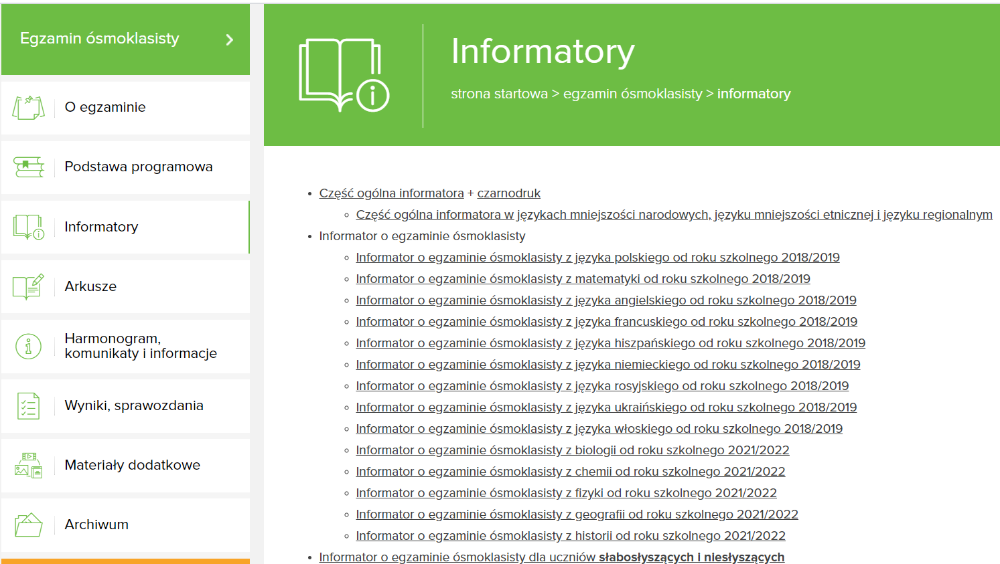 Egzamin ósmoklasisty
O egzaminie
Podstawa programowa
Informatory
Arkusze
Harmonogram,
komunikaty i informacje
Wyniki, sprawozdania
Materiały dodatkowe
Archiwum
Informatory
strona startowa > egzamin ósmoklasisty > informatory
Część ogólna informatora + czarnodruk
Część ogólna informatora w językach mniejszości narodowych, języku mniejszości etnicznej i języku regionalnym
Informator o egzaminie ósmoklasisty
Informator o egzaminie ósmoklasisty z języka polskiego od roku szkolnego 2018/2019
Informator o egzaminie ósmoklasisty z matematyki od roku szkolnego 2018/2019
Informator o egzaminie ósmoklasisty z języka angielskiego od roku szkolnego 2018/2019
Informator o egzaminie ósmoklasisty z języka francuskiego od roku szkolnego 2018/2019
Informator o egzaminie ósmoklasisty z języka hiszpańskiego od roku szkolnego 2018/2019
Informator o egzaminie ósmoklasisty z języka niemieckiego od roku szkolnego 2018/2019
Informator o egzaminie ósmoklasisty z języka rosyjskiego od roku szkolnego 2018/2019
Informator o egzaminie ósmoklasisty z języka ukraińskiego od roku szkolnego 2018/2019
Informator o egzaminie ósmoklasisty z języka włoskiego od roku szkolnego 2018/2019
Informator o egzaminie ósmoklasisty z biologii od roku szkolnego 2021/2022
Informator o egzaminie ósmoklasisty z chemii od roku szkolnego 2021/2022
Informator o egzaminie ósmoklasisty z fizyki od roku szkolnego 2021/2022
Informator o egzaminie ósmoklasisty z geografii od roku szkolnego 2021/2022
Informator o egzaminie ósmoklasisty z historii od roku szkolnego 2021/2022
Informator o egzaminie ósmoklasisty dla uczniów słabosłyszących i niesłyszących